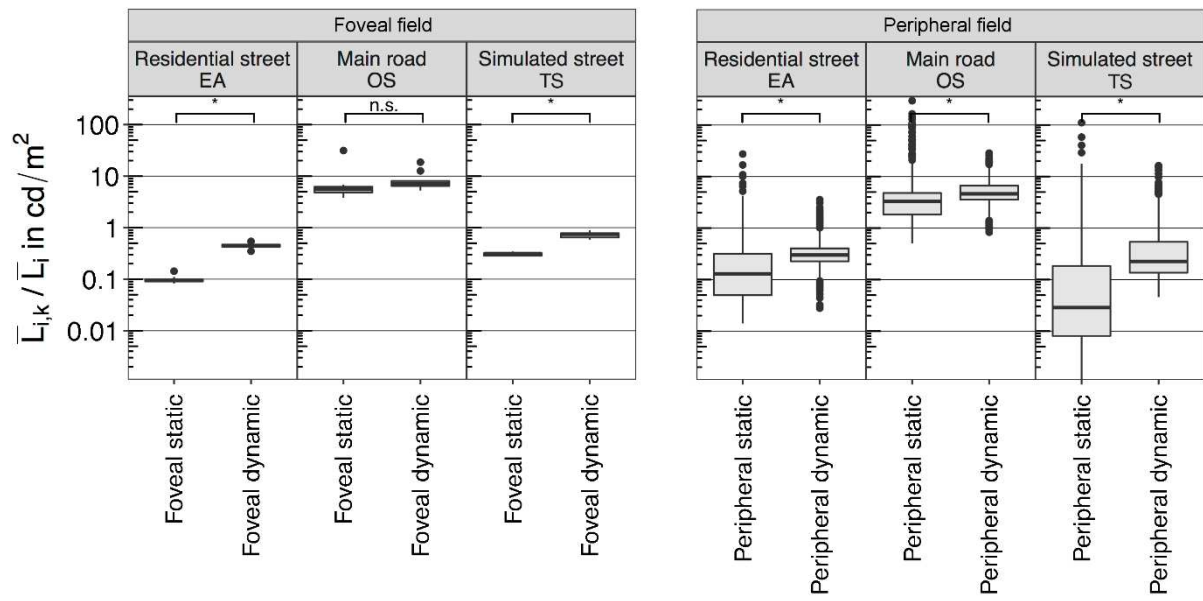 Foveal field
Residential street
EA
Main road
OS
Simulated street
TS
*
n.s.
*
100
10
1
0.1
0.01
L̅i,k / L̅i in cd/m²
Foveal static
Foveal dynamic
Foveal static
Foveal dynamic
Foveal static
Foveal dynamic
Peripheral field
Residential street
EA
Main road
OS
Simulated street
TS
*
*
*
Peripheral static
Peripheral dynamic
Peripheral static
Peripheral dynamic
Peripheral static
Peripheral dynamic